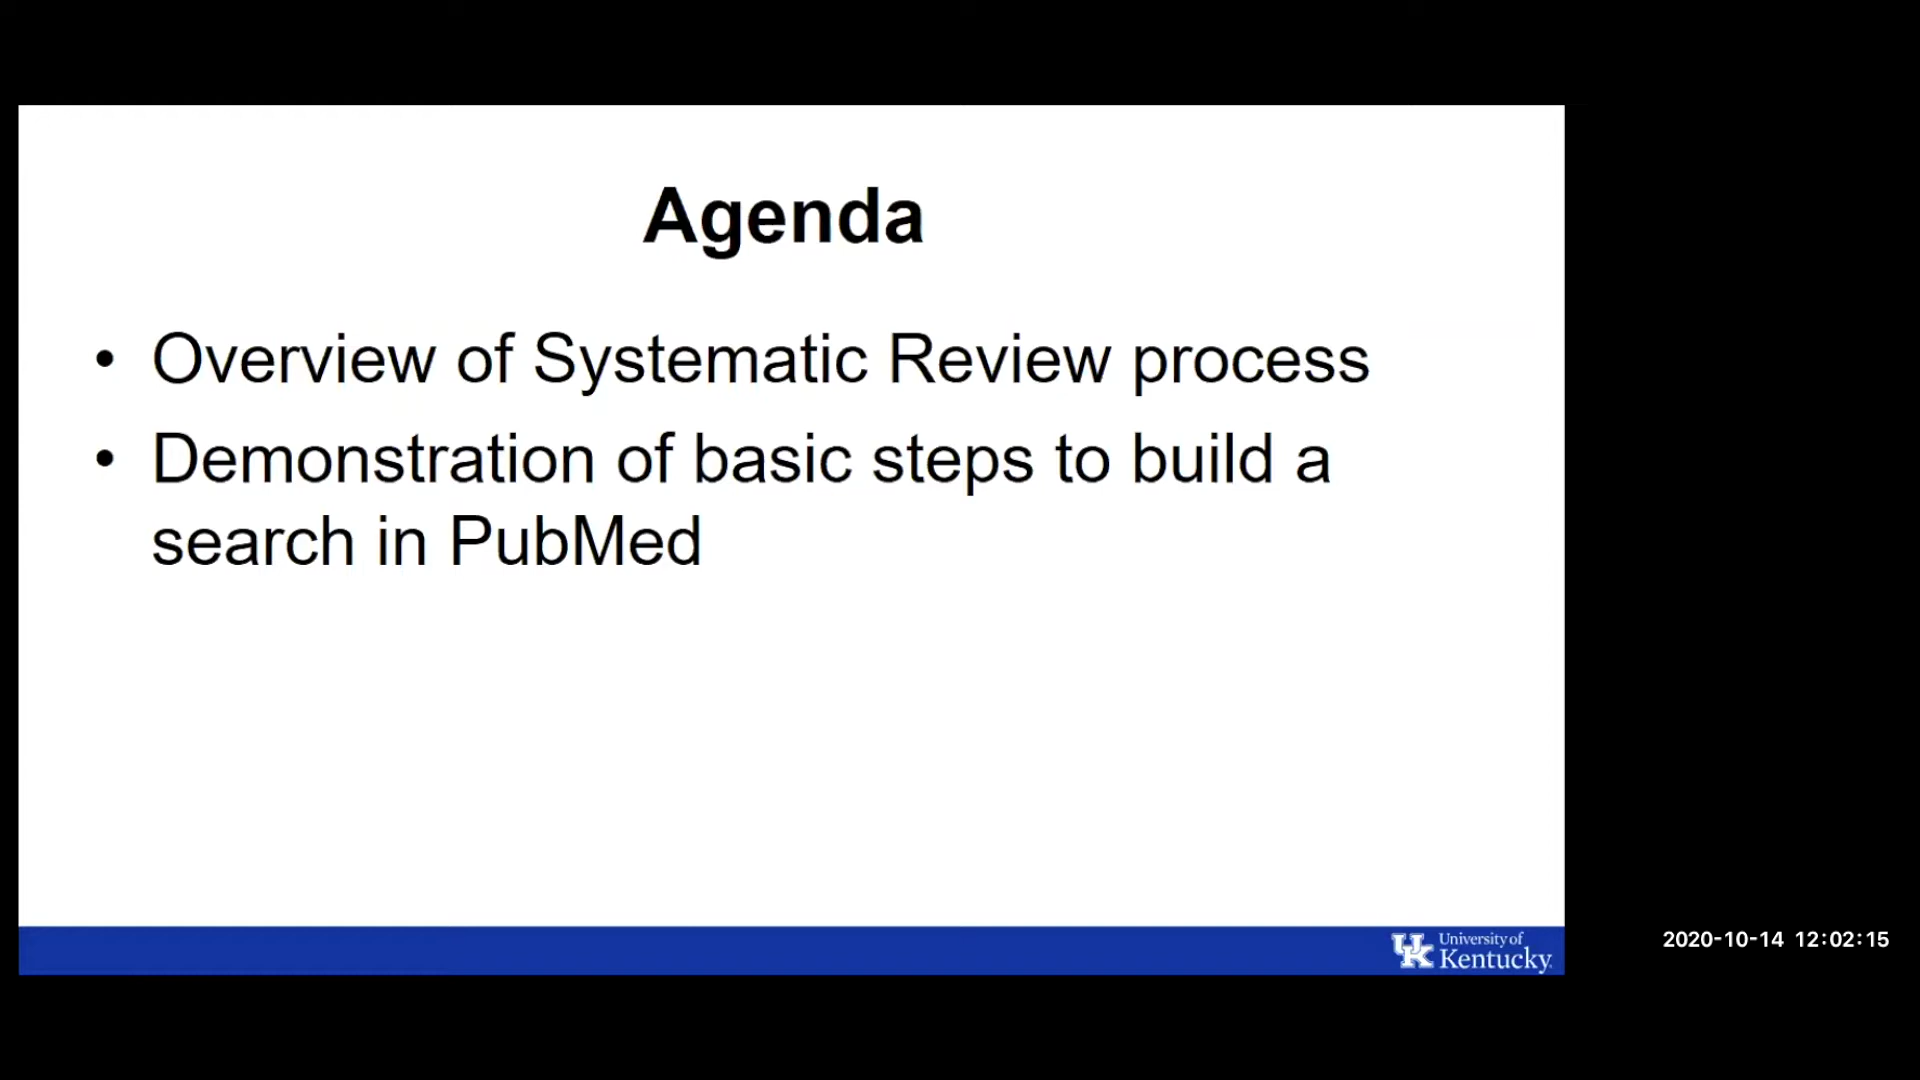 Agenda
• Overview of Systematic Review process
• Demonstration of basic steps to build a
search in PubMed
UK University of
Kentucky
2020-10-14 12:02:15